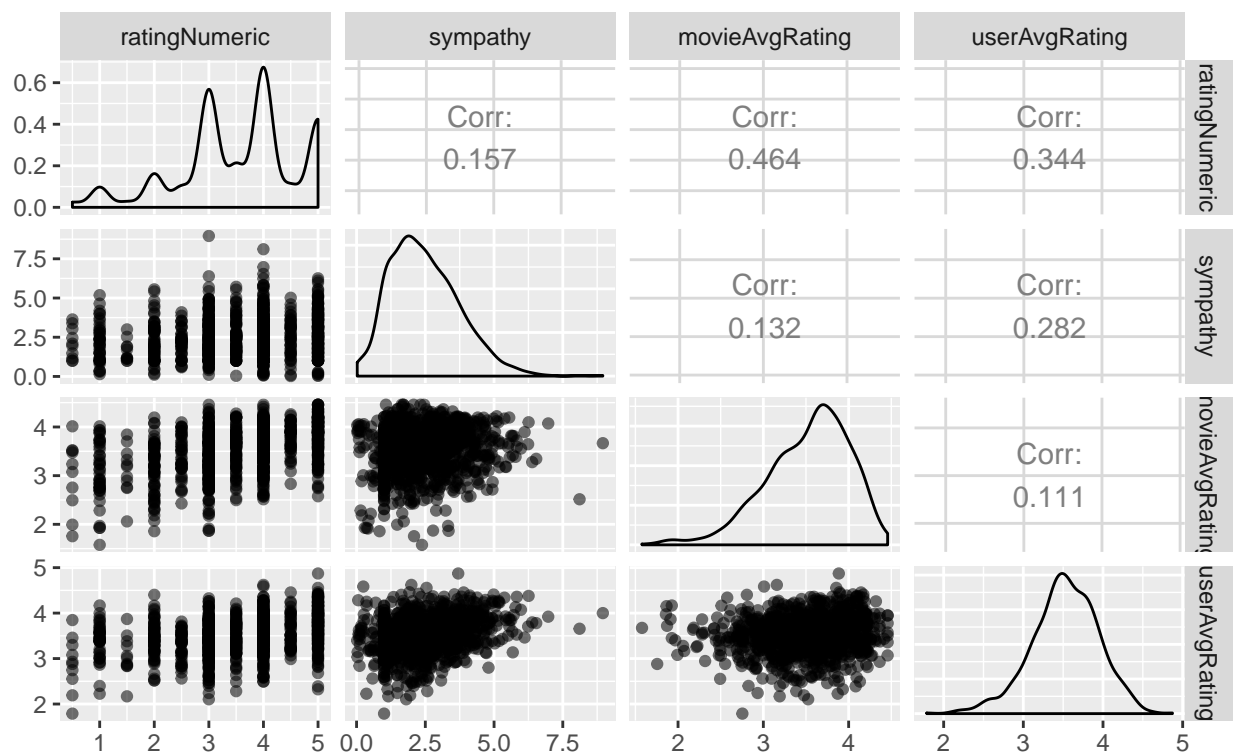 ratingNumeric sympathy movieAvgRating userAvgRating
0.6
0.4
0.2
0.0
Corr:
0.157
Corr:
0.464
Corr:
0.344
ratingNumeric
7.5
5.0
2.5
0.0
Corr:
0.132
Corr:
0.282
sympathy
4
3
2
Corr:
0.111
movieAvgRating
5
4
3
2
userAvgRating
1 2 3 4 5 0.0 2.5 5.0 7.5 2 3 4 2 3 4 5